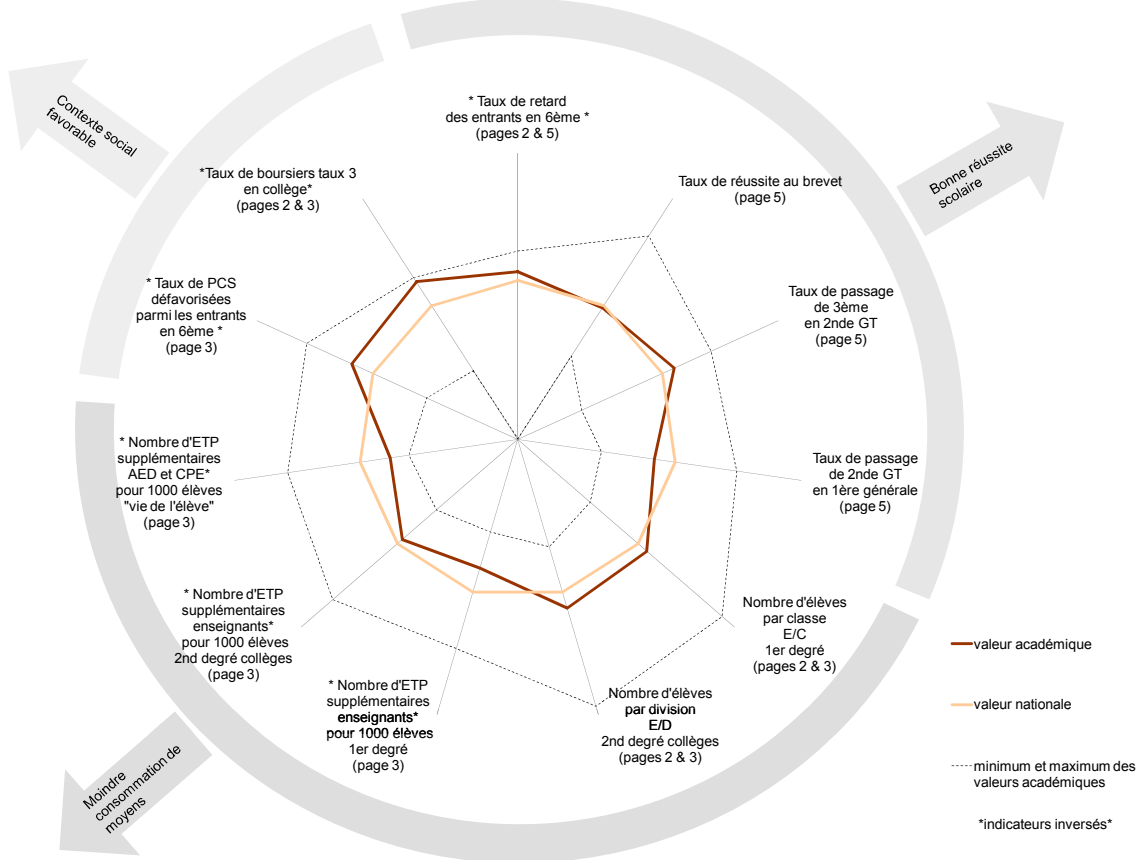 * Taux de retard
des entrants en 6ème *
(pages 2 & 5)
Taux de réussite au brevet
(page 5)
Taux de passage
de 3ème
en 2nde GT
(page 5)
Taux de passage
de 2nde GT
en 1ère générale
(page 5)
Nombre d'élèves
par classe
E/C
1er degré
(pages 2 & 3)
Nombre d'élèves
par division
E/D
2nd degré collèges
(pages 2 & 3)
* Nombre d'ETP
supplémentaires
enseignants*
pour 1000 élèves
1er degré
(page 3)
* Nombre d'ETP
supplémentaires
enseignants*
pour 1000 élèves
2nd degré collèges
(page 3)
* Nombre d'ETP
supplémentaires
AED et CPE*
pour 1000 élèves
"vie de l'élève"
(page 3)
* Taux de PCS
défavorisées
parmi les entrants
en 6ème *
(page 3)
*Taux de boursiers taux 3
en collège*
(pages 2 & 3)
Contexte social
favorable
Bonne réussite
scolaire
Moindre
consommation de
moyens
valeur académique
valeur nationale
minimum et maximum des
valeurs académiques
*indicateurs inversés*